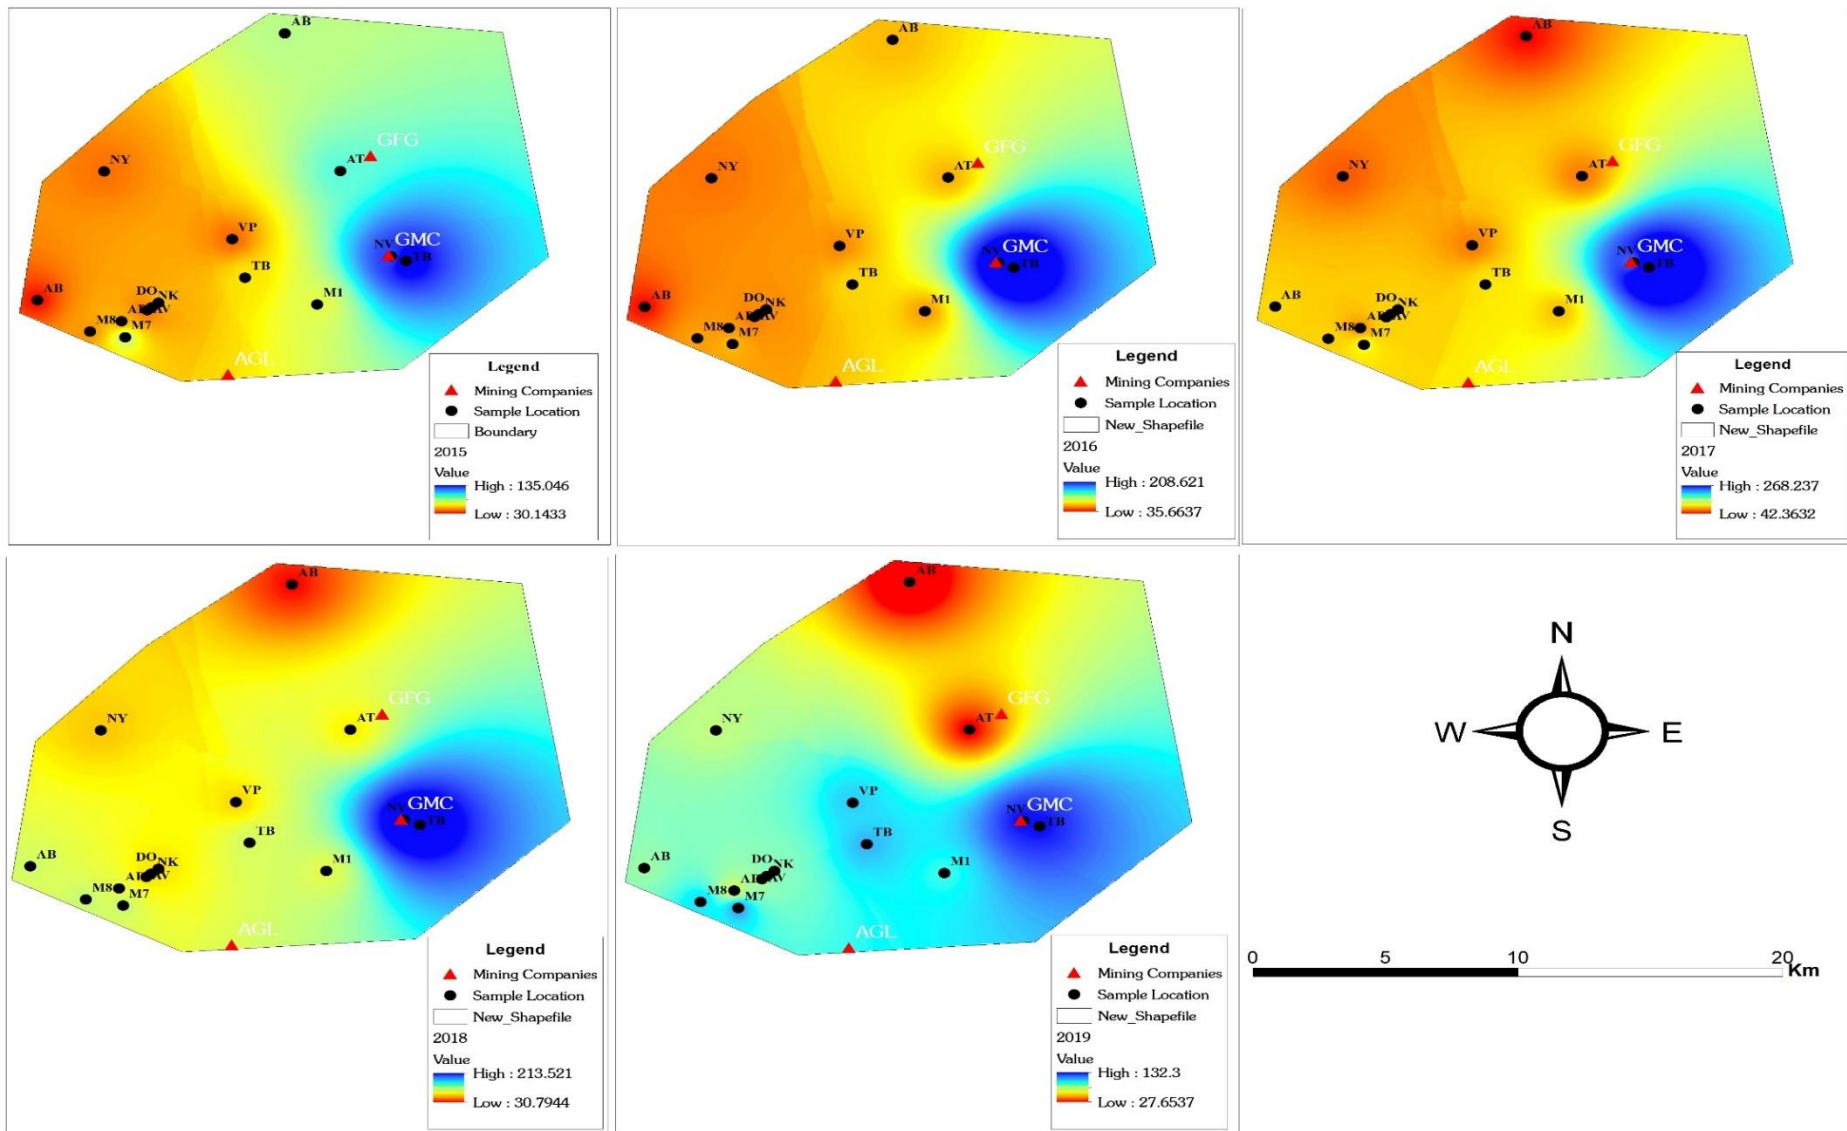 AB
GFG
AT
NY
VP
NV
GMC
TB
TB
AB
DO
NK
AV
M1
M8
M7
AGL
Legend
Mining Companies
Sample Location
Boundary
2015
Value
High : 135.046
Low : 30.1433
AB
GFG
AT
NY
VP
NV
GMC
TB
TB
AB
DO
NK
AV
M1
M8
M7
AGL
Legend
Mining Companies
Sample Location
New_Shapefile
2016
Value
High : 208.621
Low : 35.6637
AB
GFG
AT
NY
VP
NV
GMC
TB
TB
AB
DO
NK
AV
M1
M8
M7
AGL
Legend
Mining Companies
Sample Location
New_Shapefile
2017
Value
High : 268.237
Low : 42.3632
AB
GFG
AT
NY
VP
NV
GMC
TB
TB
AB
DO
NK
AV
M1
M8
M7
AGL
Legend
Mining Companies
Sample Location
New_Shapefile
2018
Value
High : 213.521
Low : 30.7944
AB
GFG
AT
NY
VP
NV
GMC
TB
TB
AB
DO
NK
AV
M1
M8
M7
AGL
Legend
Mining Companies
Sample Location
New_Shapefile
2019
Value
High : 132.3
Low : 27.6537
N
W E
S
0 5 10 20
Km